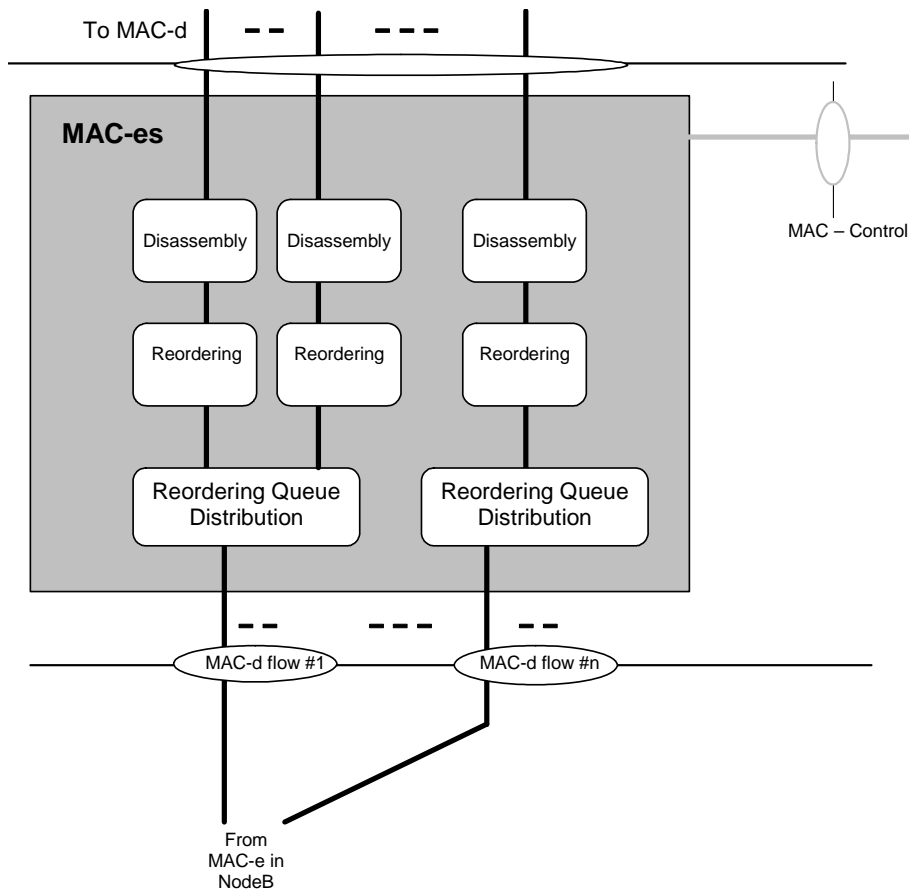 To MAC-d
MAC-es
MAC – Control
Disassembly
Disassembly
Disassembly
Reordering
Reordering
Reordering
Reordering Queue
Distribution
Reordering Queue
Distribution
MAC-d flow #1
MAC-d flow #n
From
MAC-e in
NodeB